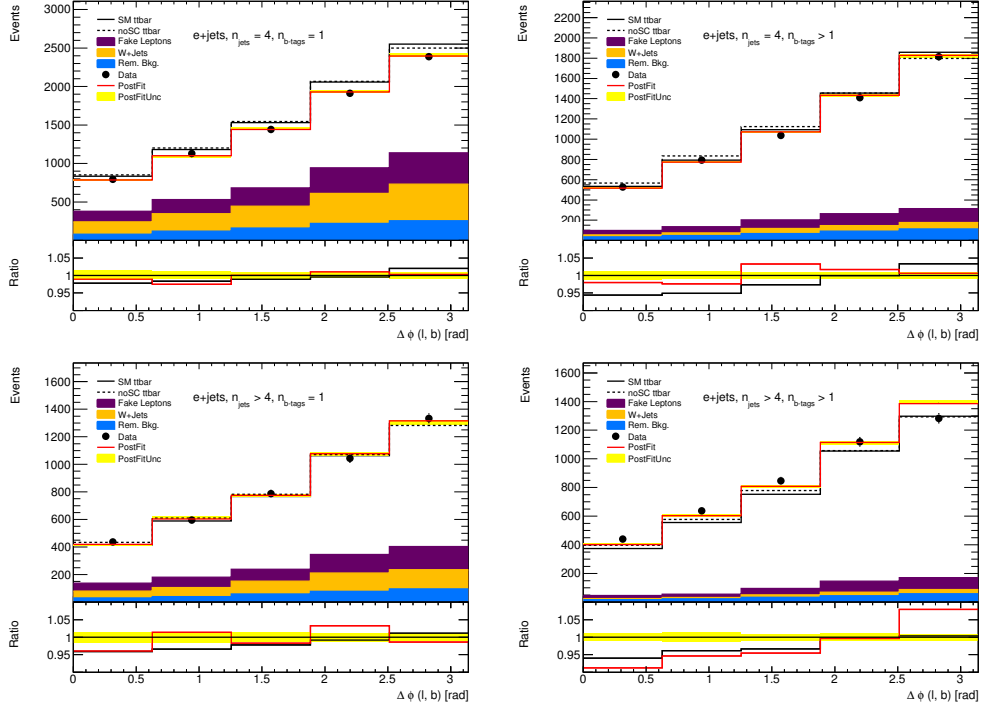 Events
3000
2500
2000
1500
1000
500
SM ttbar
noSC ttbar
Fake Leptons
W+Jets
Rem. Bkg.
Data
PostFit
PostFitUnc
e+jets, n_jets = 4, n_b-tags = 1
Ratio
1.05
1
0.95
0 0.5 1 1.5 2 2.5 3
Δ ϕ (l, b) [rad]
Events
2200
2000
1800
1600
1400
1200
1000
800
600
400
200
SM ttbar
noSC ttbar
Fake Leptons
W+Jets
Rem. Bkg.
Data
PostFit
PostFitUnc
e+jets, n_jets = 4, n_b-tags > 1
Ratio
1.05
1
0.95
0 0.5 1 1.5 2 2.5 3
Δ ϕ (l, b) [rad]
Events
1600
1400
1200
1000
800
600
400
200
SM ttbar
noSC ttbar
Fake Leptons
W+Jets
Rem. Bkg.
Data
PostFit
PostFitUnc
e+jets, n_jets > 4, n_b-tags = 1
Ratio
1.05
1
0.95
0 0.5 1 1.5 2 2.5 3
Δ ϕ (l, b) [rad]
Events
1600
1400
1200
1000
800
600
400
200
SM ttbar
noSC ttbar
Fake Leptons
W+Jets
Rem. Bkg.
Data
PostFit
PostFitUnc
e+jets, n_jets > 4, n_b-tags > 1
Ratio
1.05
1
0.95
0 0.5 1 1.5 2 2.5 3
Δ ϕ (l, b) [rad]